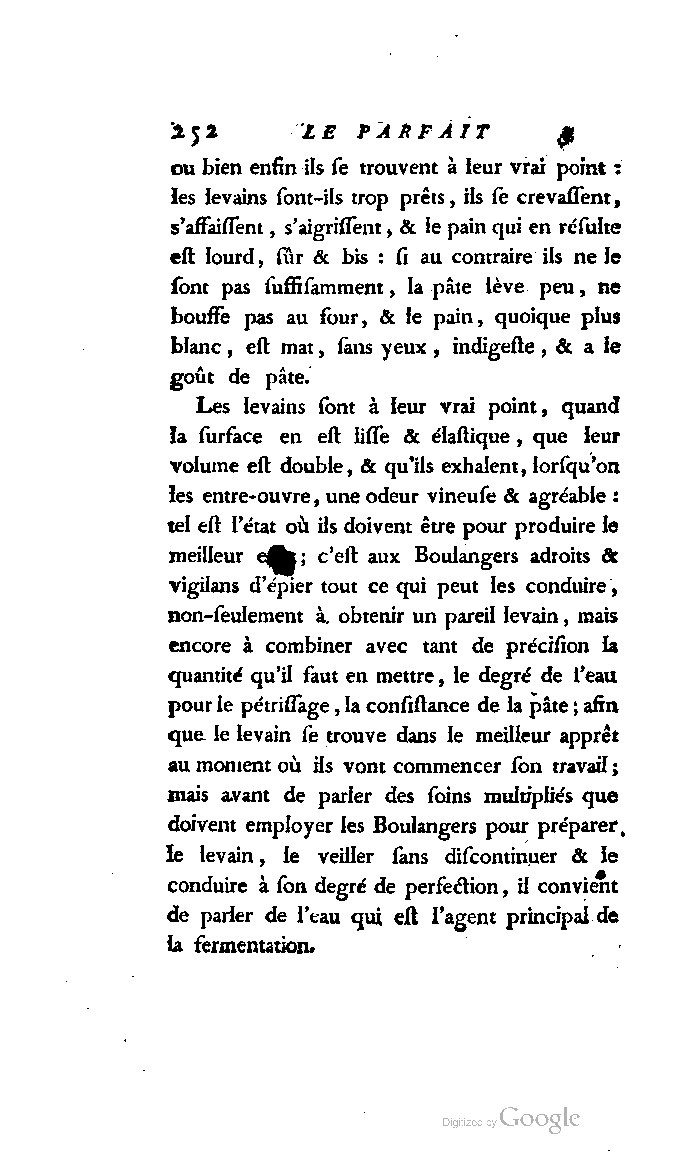 252 LE PARFAIT
ou bien enfin ils ſe trouvent à leur vrai point :
les levains ſont-ils trop prêts, ils ſe crevaſſent,
s'affaiſſent, s'aigriſſent, & le pain qui en réſulte
eſt lourd, ſûr & bis : ſi au contraire ils ne le
ſont pas ſuffiſamment, la pâte lève peu, ne
bouffe pas au four, & le pain, quoique plus
blanc, eſt mat, ſans yeux, indigeſte, & a le
goût de pâte.
Les levains ſont à leur vrai point, quand
la ſurface en eſt liſſe & élaſtique, que leur
volume eſt double, & qu'ils exhalent, lorſqu'on
les entre-ouvre, une odeur vineuſe & agréable :
tel eſt l'état où ils doivent être pour produire le
meilleur ; c'eſt aux Boulangers adroits &
vigilans d'épier tout ce qui peut les conduire,
non-ſeulement à obtenir un pareil levain, mais
encore à combiner avec tant de préciſion la
quantité qu'il faut en mettre, le degré de l'eau
pour le pétriſſage, la conſiſtance de la pâte ; afin
que le levain ſe trouve dans le meilleur apprêt
au moment où ils vont commencer ſon travail ;
mais avant de parler des ſoins multipliés que
doivent employer les Boulangers pour préparer
le levain, le veiller ſans diſcontinuer & le
conduire à ſon degré de perfection, il convient
de parler de l'eau qui eſt l'agent principal de
la fermentation.
Digitized by Google